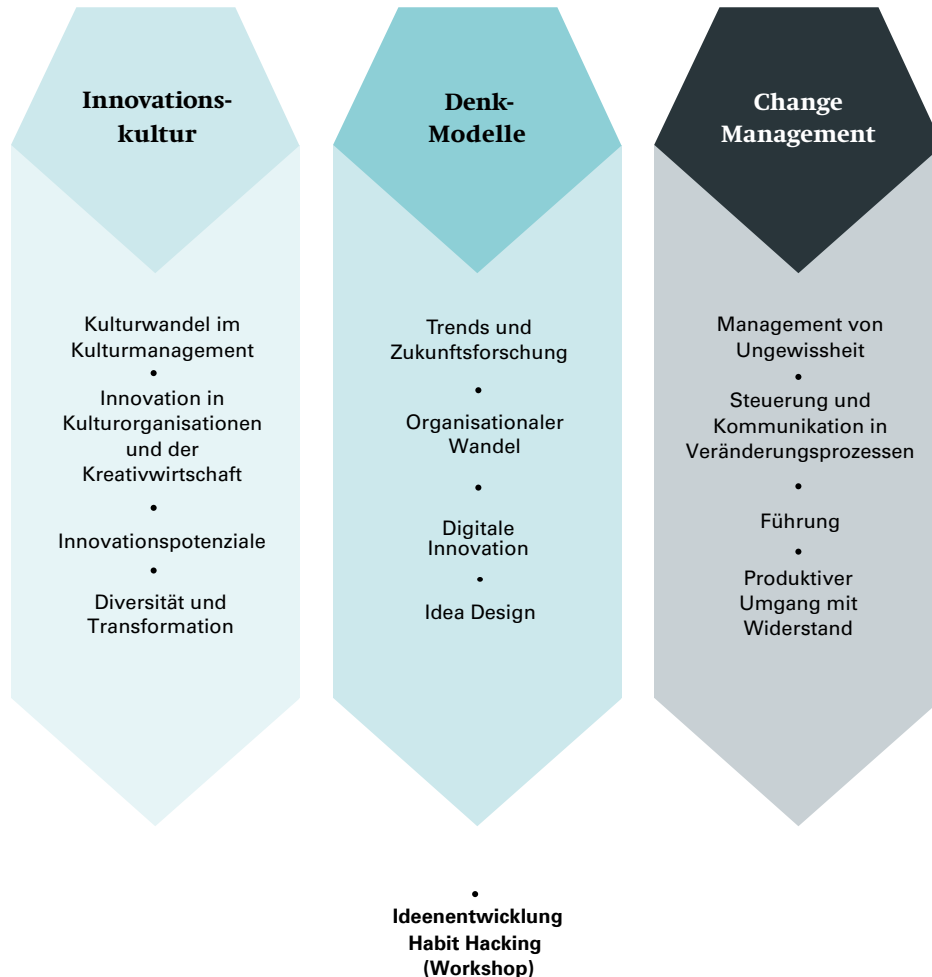 Innovations-
kultur
Kulturwandel im
Kulturmanagement
•
Innovation in
Kulturorganisationen
und der
Kreativwirtschaft
•
Innovationspotenziale
•
Diversität und
Transformation
Denk-
Modelle
Trends und
Zukunftsforschung
•
Organisationaler
Wandel
•
Digitale
Innovation
•
Idea Design
Change
Management
Management von
Ungewissheit
•
Steuerung und
Kommunikation in
Veränderungsprozessen
•
Führung
•
Produktiver
Umgang mit
Widerstand
•
Ideenentwicklung
Habit Hacking
(Workshop)